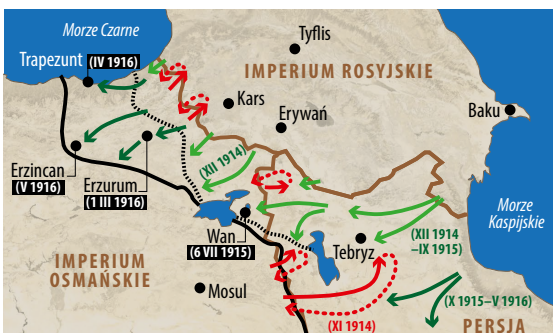 Morze Czarne
Tyflis
Trapezunt (IV 1916)
IMPERIUM ROSYJSKIE
Kars
Baku
Erywań
(XII 1914)
Erzincan
(V 1916)
Erzurum
(1 III 1916)
Morze
Kaspijskie
Wan
(6 VII 1915)
Tebryz
(XII 1914
–IX 1915)
IMPERIUM
OSMAŃSKIE
Mosul
(X 1915–V 1916)
(XI 1914)
PERSJA